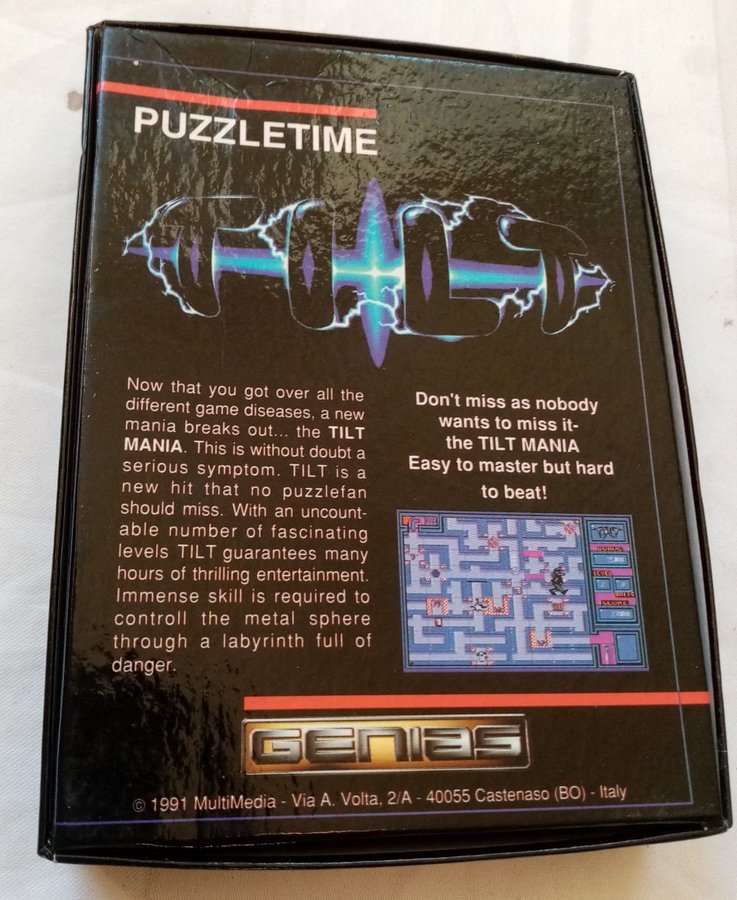 PUZZLETIME
TILT
Now that you got over all the
different game diseases, a new
mania breaks out... the TILT
MANIA. This is without doubt a
serious symptom. TILT is a
new hit that no puzzlefan
should miss. With an uncount-
able number of fascinating
levels TILT guarantees many
hours of thrilling entertainment.
Immense skill is required to
controll the metal sphere
through a labyrinth full of
danger.
Don't miss as nobody
wants to miss it-
the TILT MANIA
Easy to master but hard
to beat!
GENIAS
© 1991 MultiMedia - Via A. Volta, 2/A - 40055 Castenaso (BO) - Italy